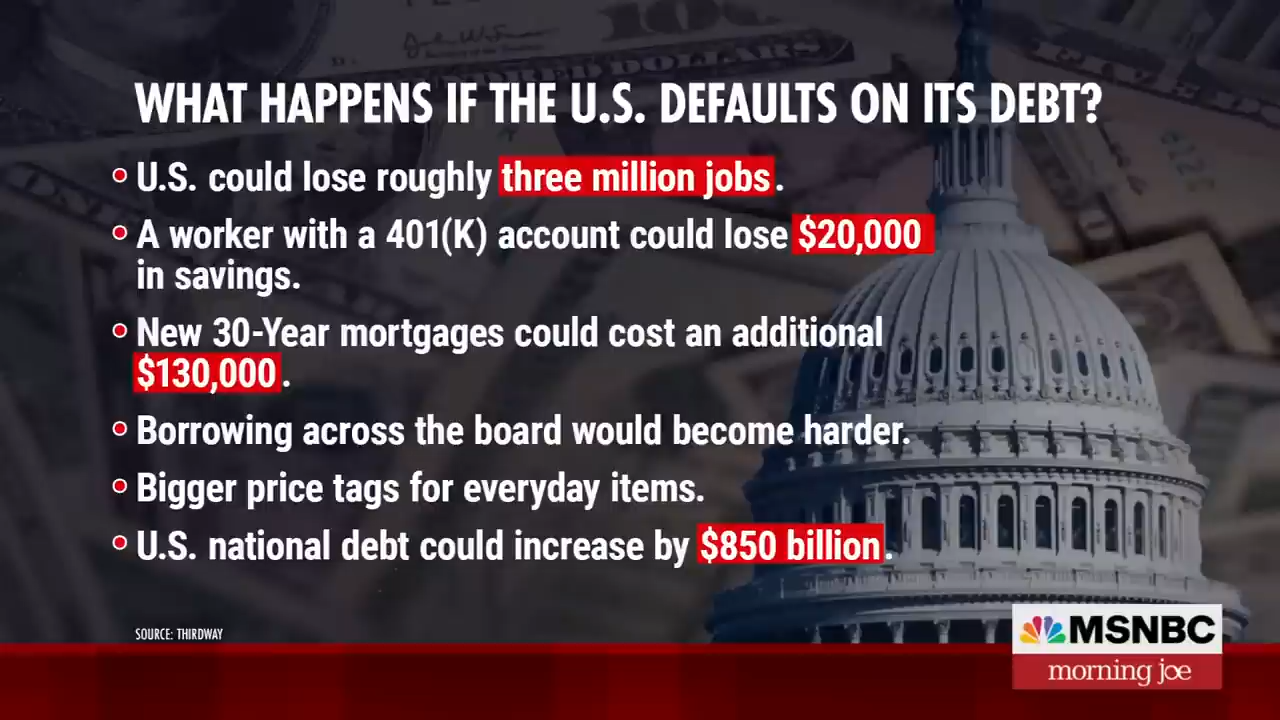 WHAT HAPPENS IF THE U.S. DEFAULTS ON ITS DEBT?
U.S. could lose roughly three million jobs.
A worker with a 401(K) account could lose $20,000
in savings.
New 30-Year mortgages could cost an additional
$130,000.
Borrowing across the board would become harder.
Bigger price tags for everyday items.
U.S. national debt could increase by $850 billion.
SOURCE: THIRDWAY
MSNBC
morning joe